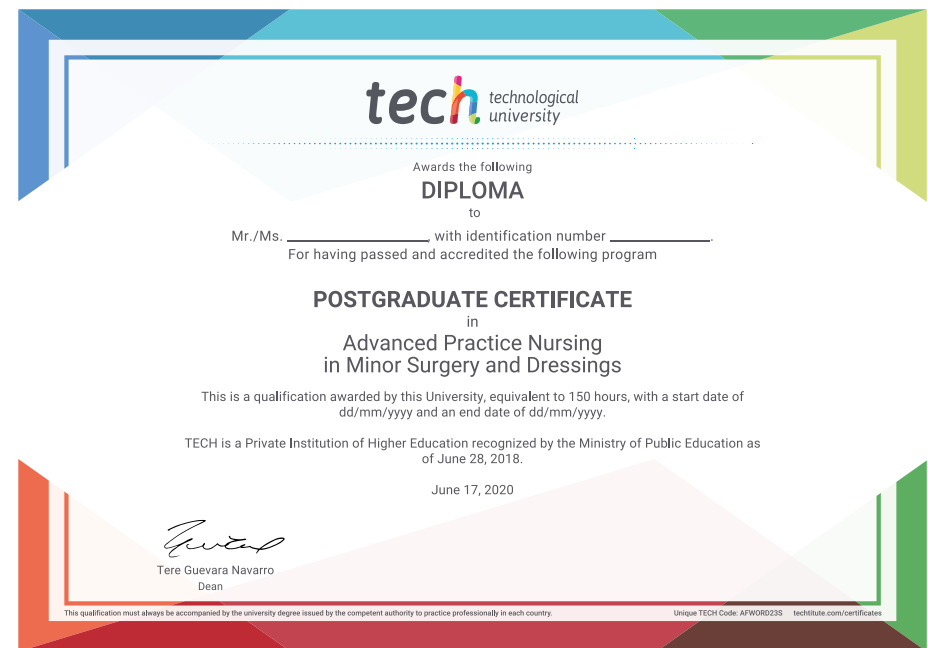 tech technological
university
Awards the following
DIPLOMA
to
Mr./Ms. ____________________, with identification number ______________.
For having passed and accredited the following program
POSTGRADUATE CERTIFICATE
in
Advanced Practice Nursing
in Minor Surgery and Dressings
This is a qualification awarded by this University, equivalent to 150 hours, with a start date of
dd/mm/yyyy and an end date of dd/mm/yyyy.
TECH is a Private Institution of Higher Education recognized by the Ministry of Public Education as
of June 28, 2018.
June 17, 2020
Tere Guevara Navarro
Dean
This qualification must always be accompanied by the university degree issued by the competent authority to practice professionally in each country.
Unique TECH Code: AFWORD23S techtitute.com/certificates